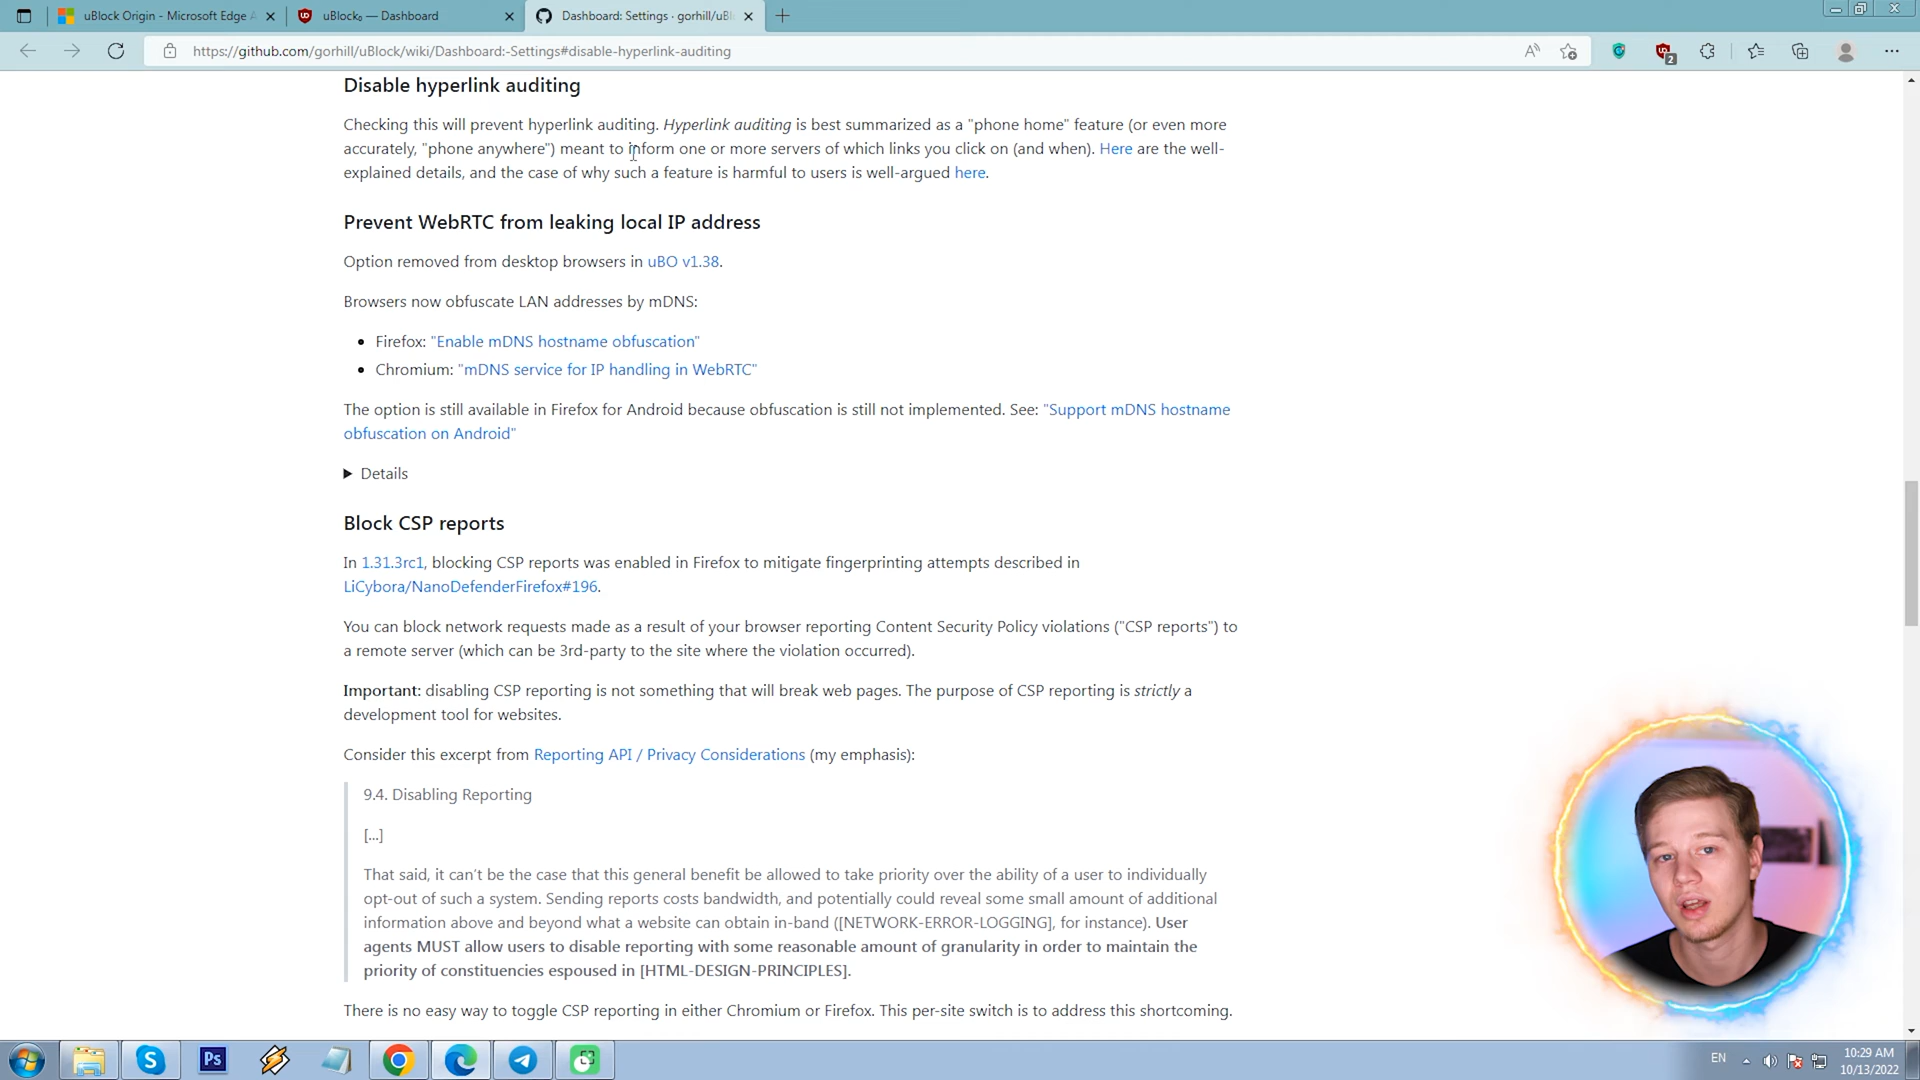 uBlock Origin - Microsoft Edge A
uBlock₀ — Dashboard
Dashboard: Settings · gorhill/uBl
https://github.com/gorhill/uBlock/wiki/Dashboard:-Settings#disable-hyperlink-auditing
2
Disable hyperlink auditing
Checking this will prevent hyperlink auditing. Hyperlink auditing is best summarized as a "phone home" feature (or even more
accurately, "phone anywhere") meant to inform one or more servers of which links you click on (and when). Here are the well-
explained details, and the case of why such a feature is harmful to users is well-argued here.
Prevent WebRTC from leaking local IP address
Option removed from desktop browsers in uBO v1.38.
Browsers now obfuscate LAN addresses by mDNS:
• Firefox: "Enable mDNS hostname obfuscation"
• Chromium: "mDNS service for IP handling in WebRTC"
The option is still available in Firefox for Android because obfuscation is still not implemented. See: "Support mDNS hostname
obfuscation on Android"
Details
Block CSP reports
In 1.31.3rc1, blocking CSP reports was enabled in Firefox to mitigate fingerprinting attempts described in
LiCybora/NanoDefenderFirefox#196.
You can block network requests made as a result of your browser reporting Content Security Policy violations ("CSP reports") to
a remote server (which can be 3rd-party to the site where the violation occurred).
Important: disabling CSP reporting is not something that will break web pages. The purpose of CSP reporting is strictly a
development tool for websites.
Consider this excerpt from Reporting API / Privacy Considerations (my emphasis):
9.4. Disabling Reporting
[...]
That said, it can't be the case that this general benefit be allowed to take priority over the ability of a user to individually
opt-out of such a system. Sending reports costs bandwidth, and potentially could reveal some small amount of additional
information above and beyond what a website can obtain in-band ([NETWORK-ERROR-LOGGING], for instance). User
agents MUST allow users to disable reporting with some reasonable amount of granularity in order to maintain the
priority of constituencies espoused in [HTML-DESIGN-PRINCIPLES].
There is no easy way to toggle CSP reporting in either Chromium or Firefox. This per-site switch is to address this shortcoming.
Ps
EN
10:29 AM
10/13/2022